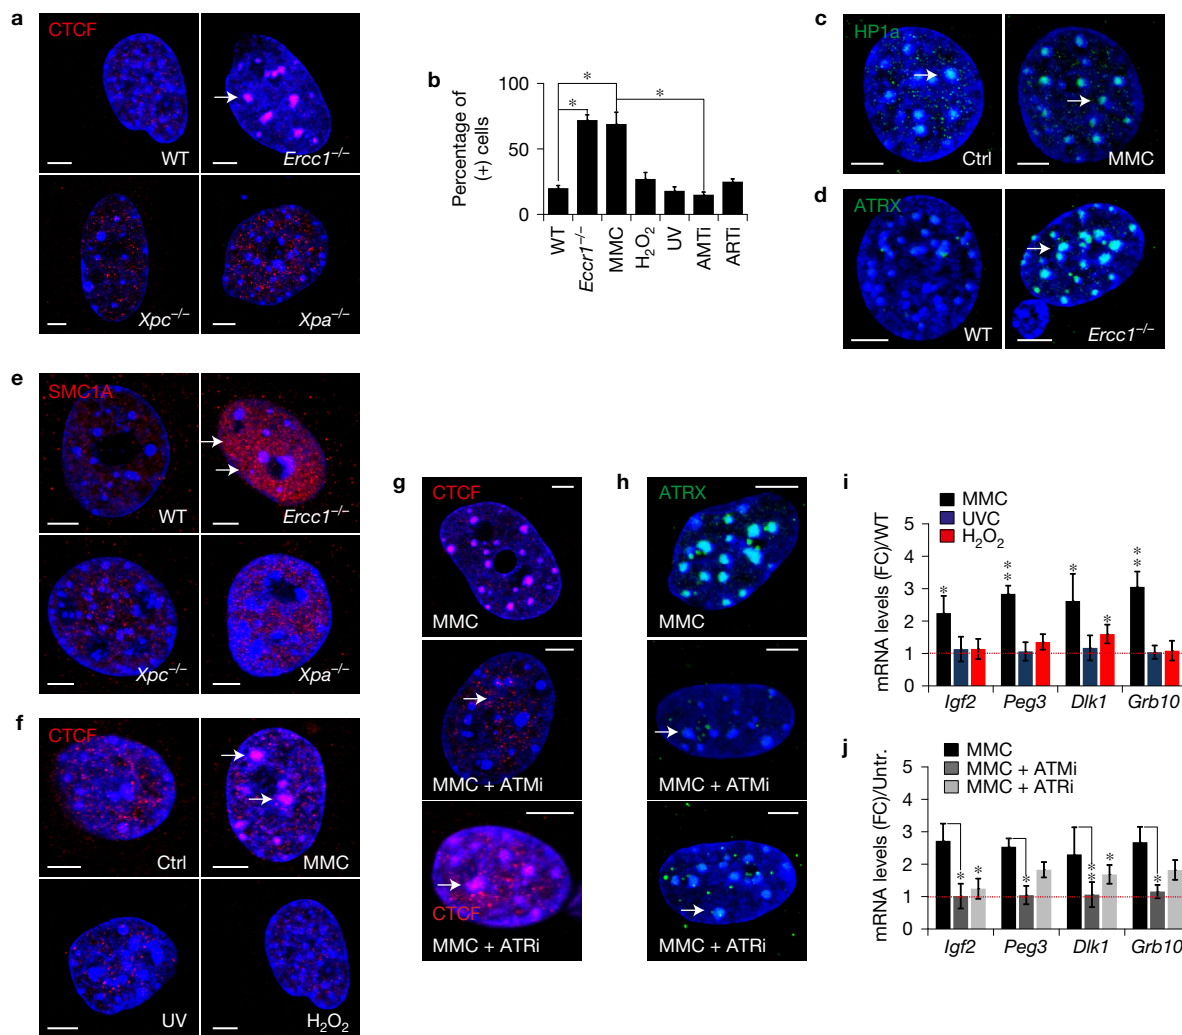 a
CTCF
WT
Ercc1−/−
Xpc−/−
Xpa−/−
b
Percentage of
(+) cells
100
50
0
*
*
*
WT
Eccr1−/−
MMC
H2O2
UV
AMTi
ARTi
c
HP1a
Ctrl
MMC
d
ATRX
WT
Ercc1−/−
e
SMC1A
WT
Ercc1−/−
Xpc−/−
Xpa−/−
f
CTCF
Ctrl
MMC
UV
H2O2
g
CTCF
MMC
MMC + ATMi
CTCF
MMC + ATRi
h
ATRX
MMC
MMC + ATMi
MMC + ATRi
i
MMC
UVC
H2O2
mRNA levels (FC)/WT
5
4
3
2
1
0
*
**
*
*
**
Igf2
Peg3
Dlk1
Grb10
j
MMC
MMC + ATMi
MMC + ATRi
mRNA levels (FC)/Untr.
5
4
3
2
1
0
*
*
*
**
*
*
Igf2
Peg3
Dlk1
Grb10